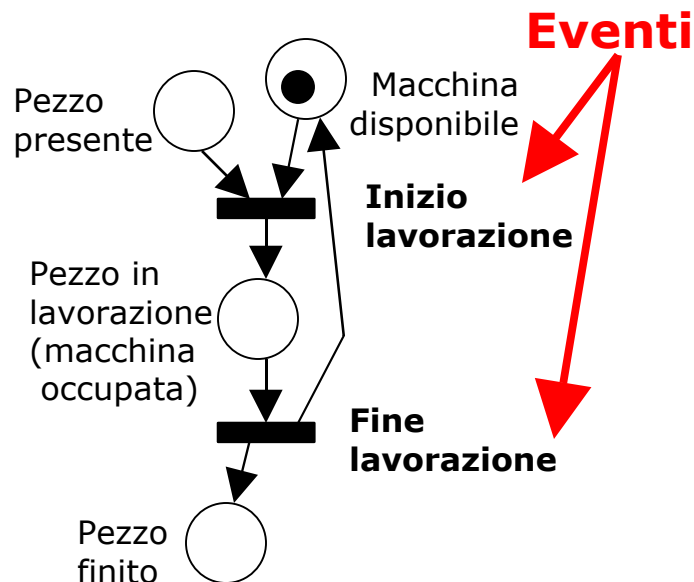 Eventi
Pezzo
presente
Macchina
disponibile
Inizio
lavorazione
Pezzo in
lavorazione
(macchina
occupata)
Fine
lavorazione
Pezzo
finito